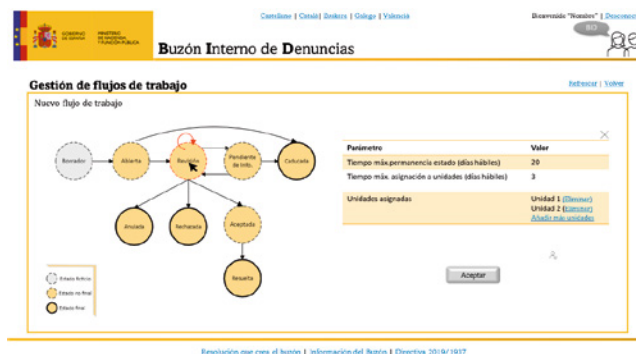 Castellano | Català| Euskara | Galego | Valencià
Bienvenido "Nombre" | Desconect
GOBIERNO DE ESPAÑA
MINISTERIO DE HACIENDA Y FUNCIÓN PÚBLICA
Buzón Interno de Denuncias
Gestión de flujos de trabajo
Refrescar | Volver
Nuevo flujo de trabajo
Borrador
Abierta
Revisión
Pendiente de Info.
Caducada
Anulada
Rechazada
Aceptada
Resuelta
Estado ficticio
Estado no final
Estado final
Parámetro Valor
Tiempo máx.permanencia estado (días hábiles) 20
Tiempo máx. asignación a unidades (días hábiles) 3
Unidades asignadas Unidad 1 (Eliminar)
Unidad 2 (Eliminar)
Añadir más unidades
Aceptar
Resolución que crea el buzón | Información del Buzón | Directiva 2019/1937